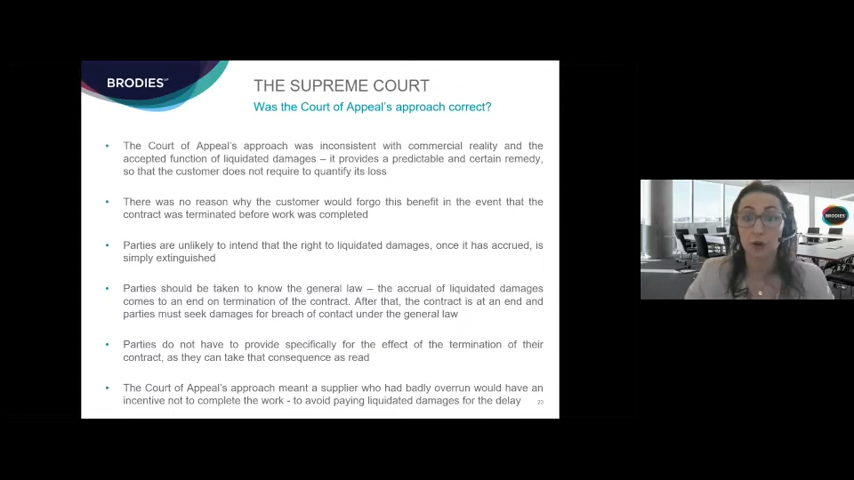 BRODIES LLP
THE SUPREME COURT
Was the Court of Appeal's approach correct?
• The Court of Appeal's approach was inconsistent with commercial reality and the
accepted function of liquidated damages – it provides a predictable and certain remedy,
so that the customer does not require to quantify its loss
• There was no reason why the customer would forgo this benefit in the event that the
contract was terminated before work was completed
• Parties are unlikely to intend that the right to liquidated damages, once it has accrued, is
simply extinguished
• Parties should be taken to know the general law – the accrual of liquidated damages
comes to an end on termination of the contract. After that, the contract is at an end and
parties must seek damages for breach of contact under the general law
• Parties do not have to provide specifically for the effect of the termination of their
contract, as they can take that consequence as read
• The Court of Appeal's approach meant a supplier who had badly overrun would have an
incentive not to complete the work - to avoid paying liquidated damages for the delay
23
BRODIES